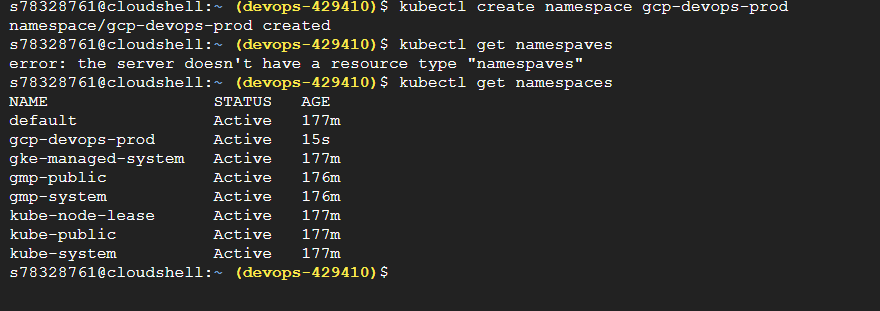 s78328761@cloudshell:~ (devops-429410)$ kubectl create namespace gcp-devops-prod
namespace/gcp-devops-prod created
s78328761@cloudshell:~ (devops-429410)$ kubectl get namespaves
error: the server doesn't have a resource type "namespaves"
s78328761@cloudshell:~ (devops-429410)$ kubectl get namespaces
NAME STATUS AGE
default Active 177m
gcp-devops-prod Active 15s
gke-managed-system Active 177m
gmp-public Active 176m
gmp-system Active 176m
kube-node-lease Active 177m
kube-public Active 177m
kube-system Active 177m
s78328761@cloudshell:~ (devops-429410)$